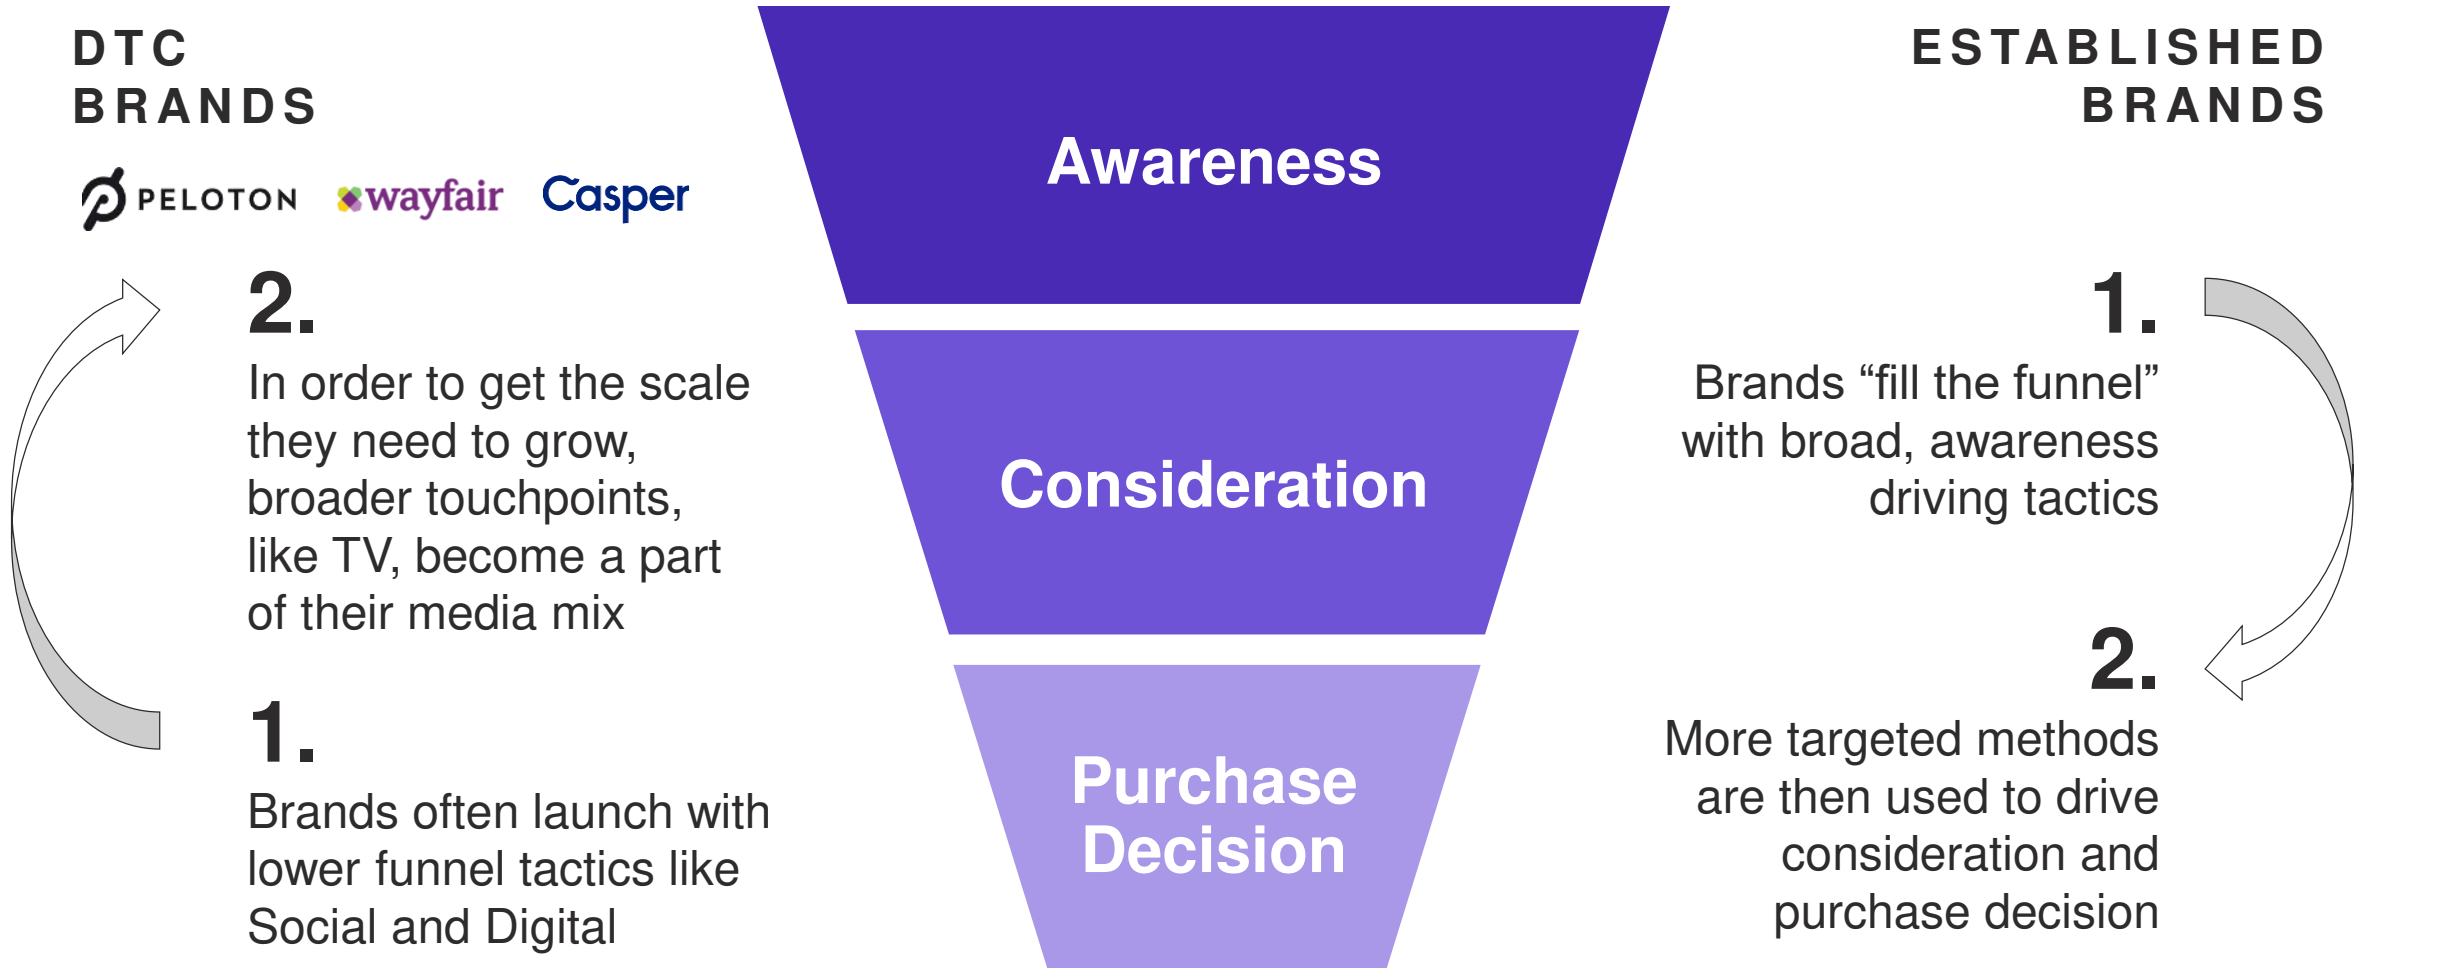 DTC
BRANDS
PELOTON
wayfair
Casper
2.
In order to get the scale
they need to grow,
broader touchpoints,
like TV, become a part
of their media mix
1.
Brands often launch with
lower funnel tactics like
Social and Digital
Awareness
Consideration
Purchase
Decision
ESTABLISHED
BRANDS
1.
Brands “fill the funnel”
with broad, awareness
driving tactics
2.
More targeted methods
are then used to drive
consideration and
purchase decision